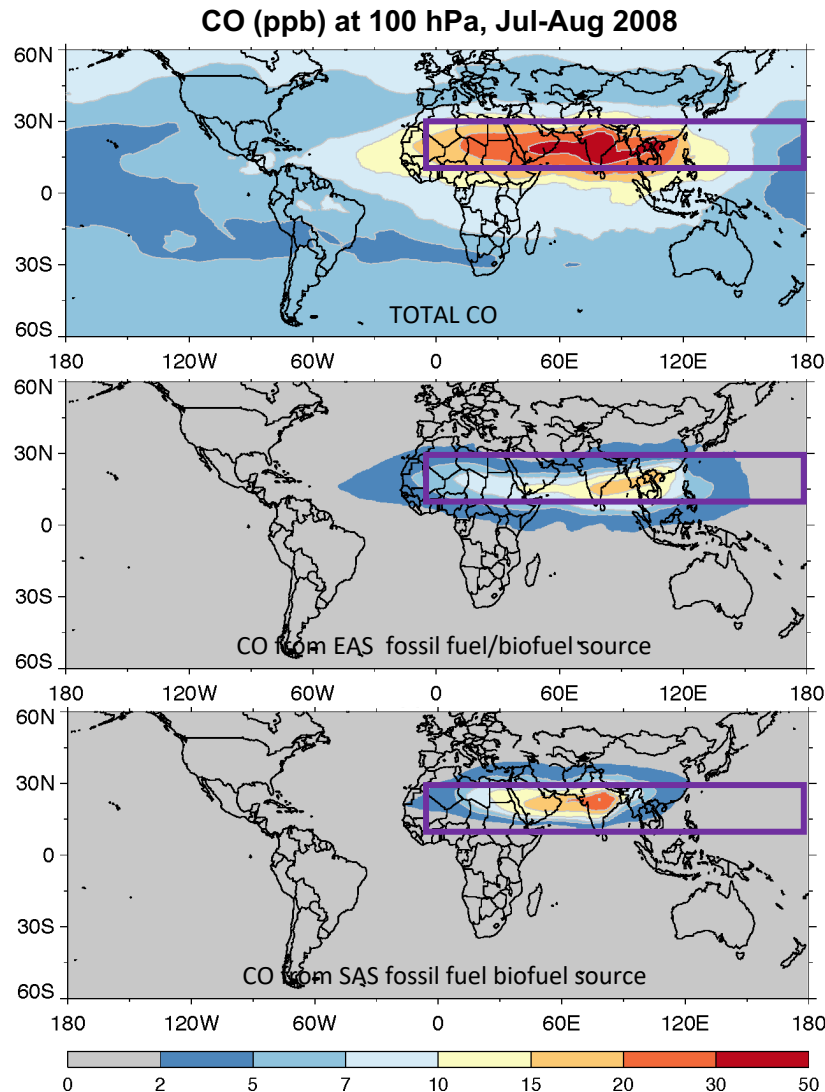 CO (ppb) at 100 hPa, Jul-Aug 2008
60N
30N
0
30S
60S
TOTAL CO
180 120W 60W 0 60E 120E 180
60N
30N
0
30S
60S
CO from EAS fossil fuel/biofuel source
180 120W 60W 0 60E 120E 180
60N
30N
0
30S
60S
CO from SAS fossil fuel biofuel source
180 120W 60W 0 60E 120E 180
0 2 5 7 10 15 20 30 50